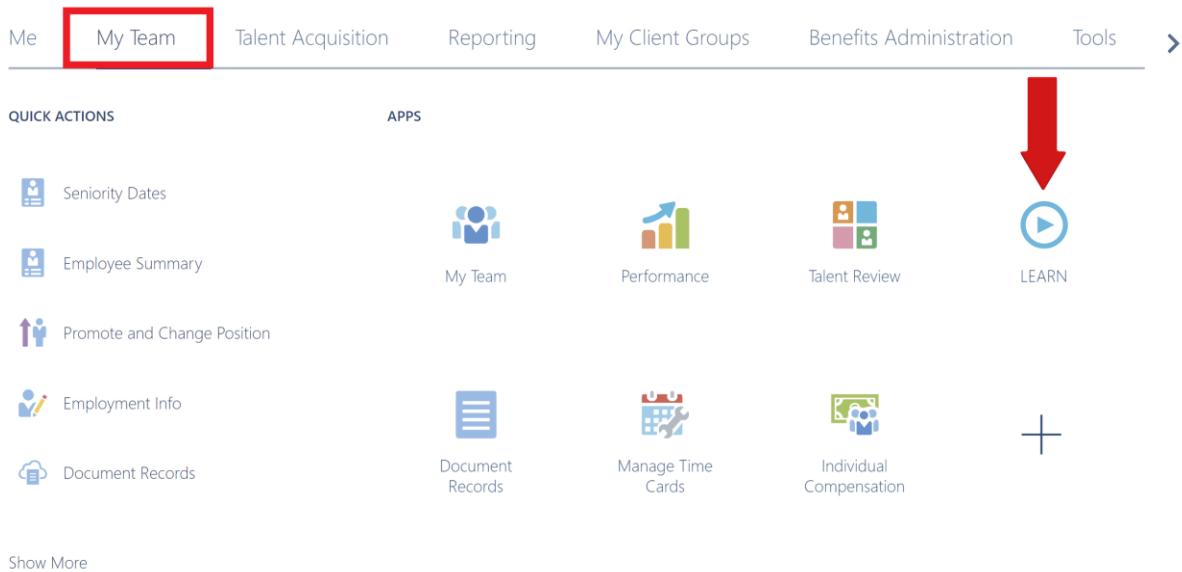 Me My Team Talent Acquisition Reporting My Client Groups Benefits Administration Tools
QUICK ACTIONS
Seniority Dates
Employee Summary
Promote and Change Position
Employment Info
Document Records
Show More
APPS
My Team
Performance
Talent Review
LEARN
Document
Records
Manage Time
Cards
Individual
Compensation